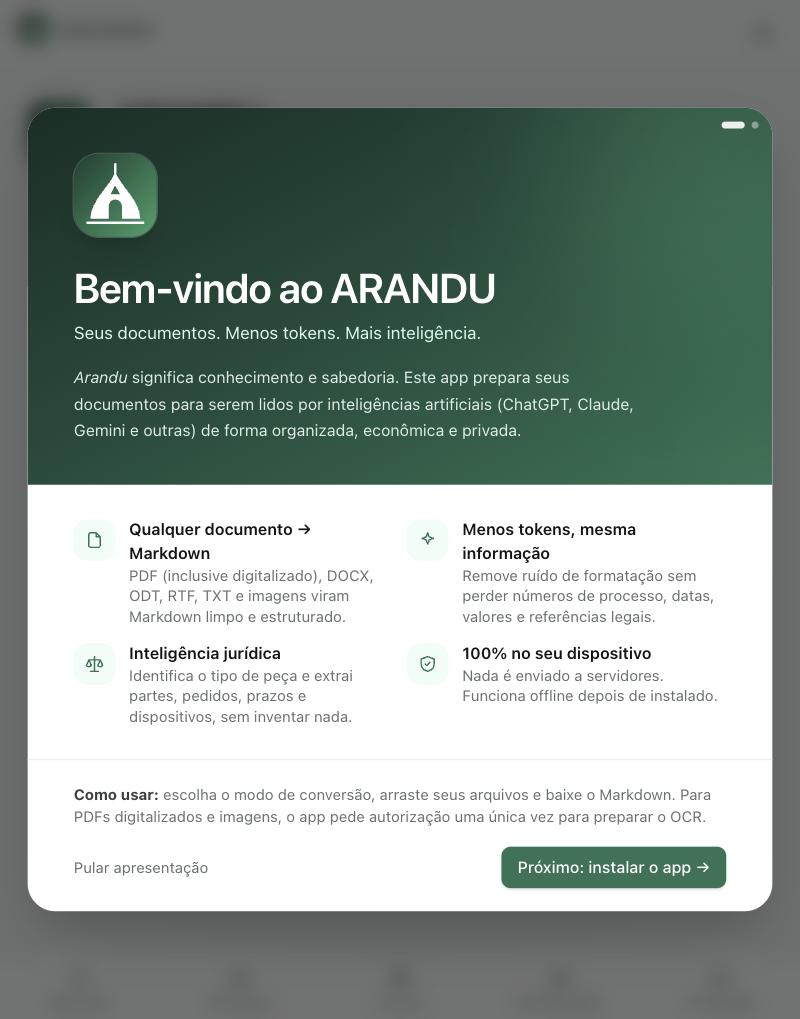 Bem-vindo ao ARANDU
Seus documentos. Menos tokens. Mais inteligência.
Arandu significa conhecimento e sabedoria. Este app prepara seus
documentos para serem lidos por inteligências artificiais (ChatGPT, Claude,
Gemini e outras) de forma organizada, econômica e privada.
Qualquer documento →
Markdown
PDF (inclusive digitalizado), DOCX,
ODT, RTF, TXT e imagens viram
Markdown limpo e estruturado.
Menos tokens, mesma
informação
Remove ruído de formatação sem
perder números de processo, datas,
valores e referências legais.
Inteligência jurídica
Identifica o tipo de peça e extrai
partes, pedidos, prazos e
dispositivos, sem inventar nada.
100% no seu dispositivo
Nada é enviado a servidores.
Funciona offline depois de instalado.
Como usar: escolha o modo de conversão, arraste seus arquivos e baixe o Markdown. Para
PDFs digitalizados e imagens, o app pede autorização uma única vez para preparar o OCR.
Pular apresentação
Próximo: instalar o app →